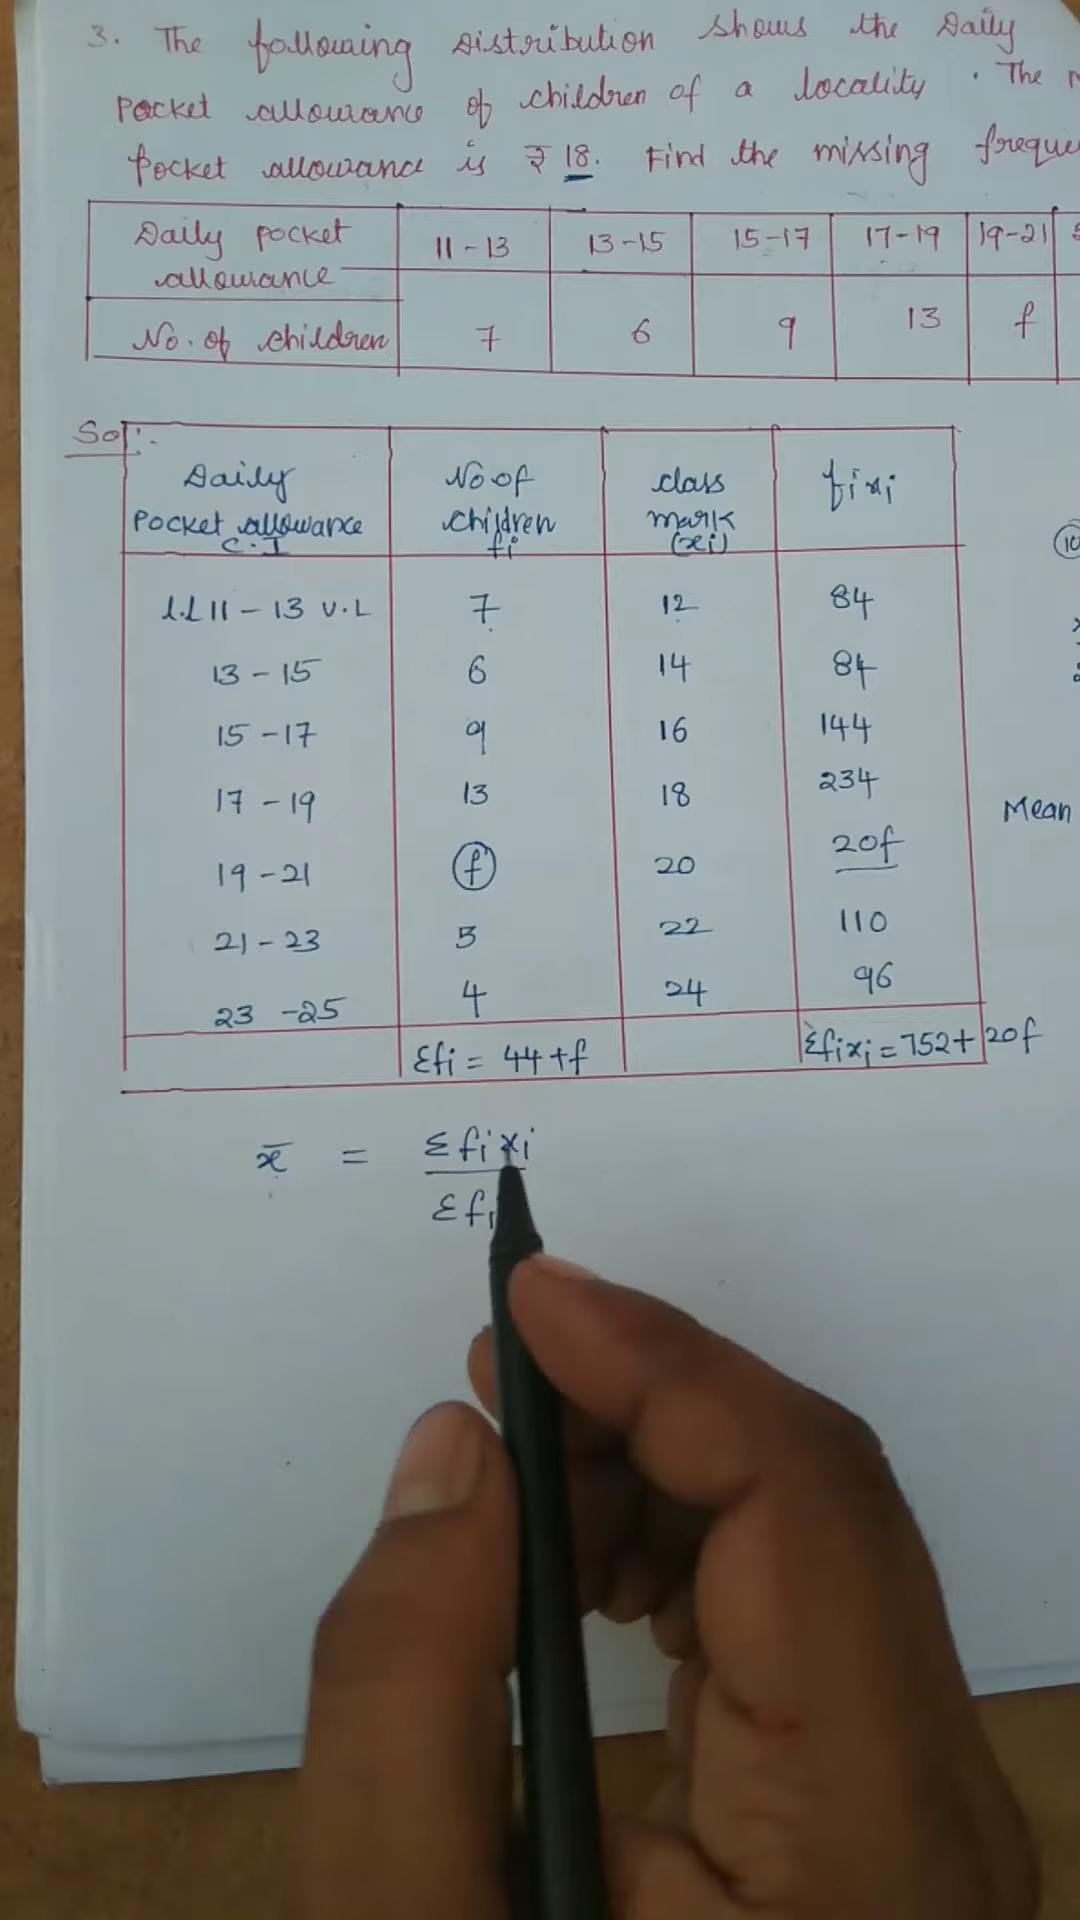 3. The following Distribution shows the Daily
Pocket allowance of children of a locality. The
Pocket allowance is ₹ 18. Find the missing
Daily pocket allowance 11-13 13-15 15-17 17-19 19-21
No. of children 7 6 9 13 f
Sol:-
Daily Pocket allowance C.I No of children fi class mark (xi) fixi
l.l 11-13 U.L 7 12 84
13-15 6 14 84
15-17 9 16 144
17-19 13 18 234
19-21 f 20 20f
21-23 5 22 110
23-25 4 24 96
Σfi = 44+f Σfixi = 752+20f
Mean
x̄ = Σfixi
Σfi